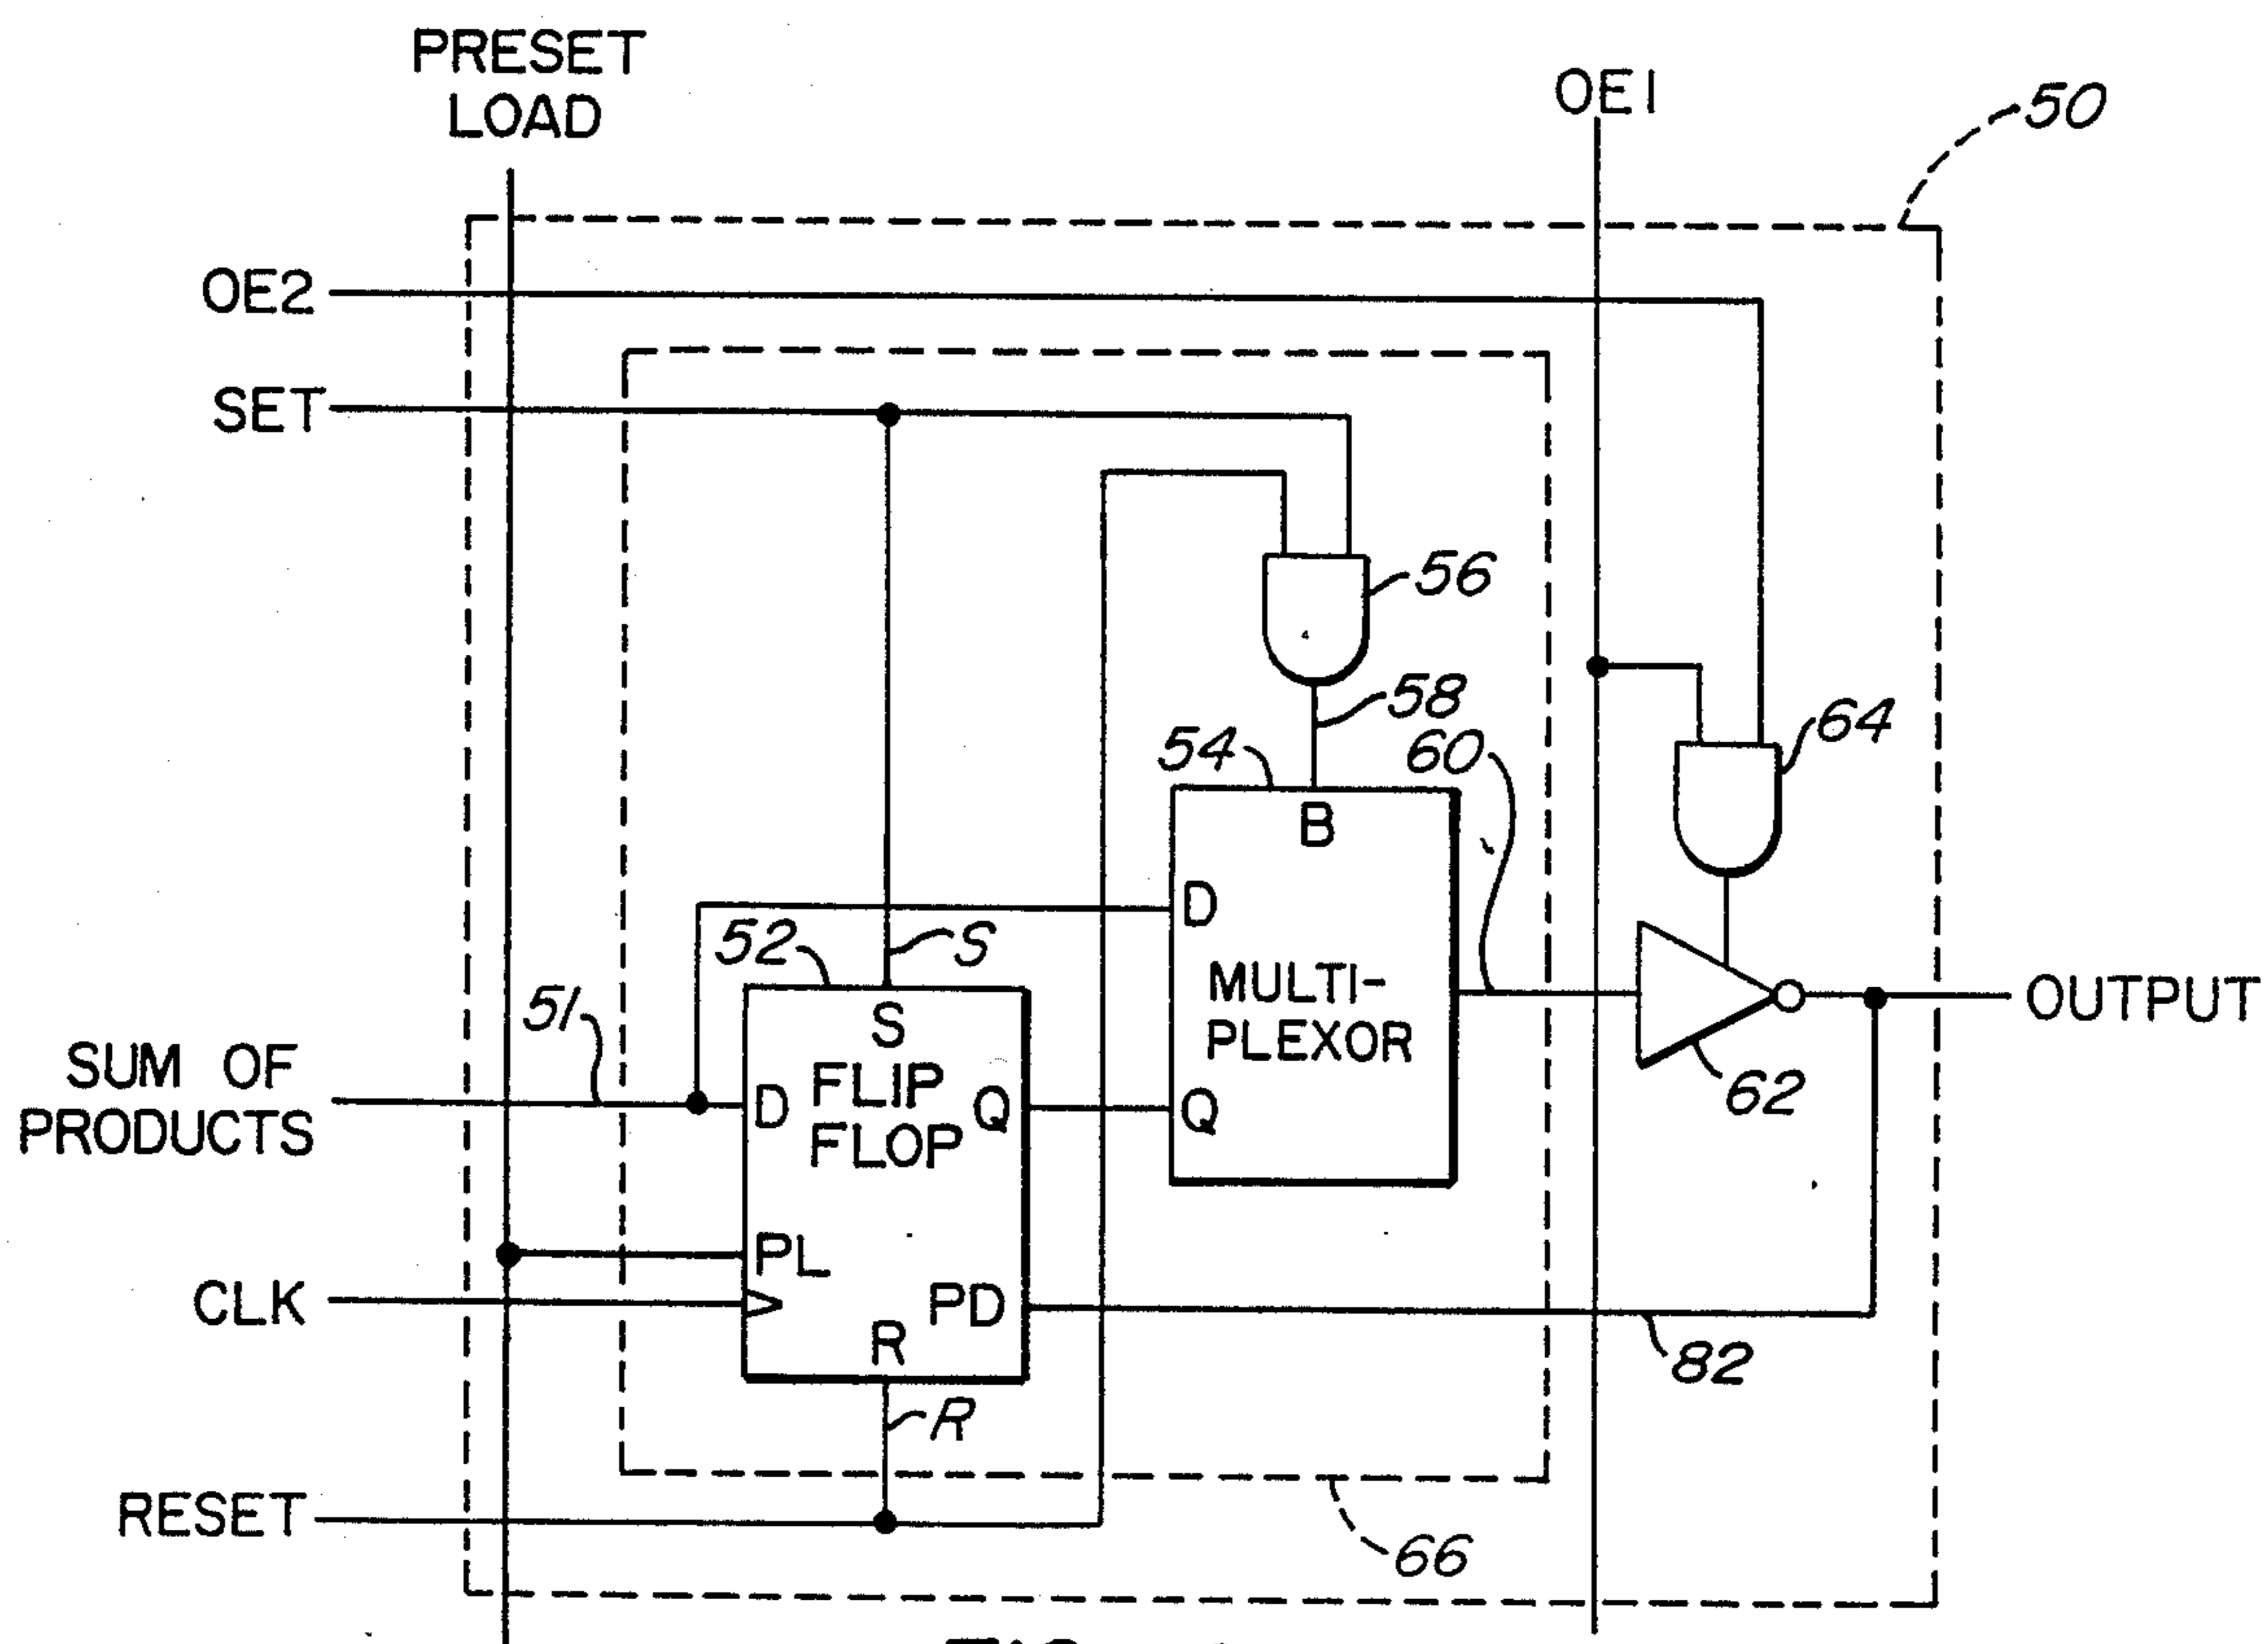 PRESET
LOAD
OE1
50
OE2
SET
56
58
54
60
64
B
D
52
S
MULTI-
PLEXOR
OUTPUT
51
S
SUM OF
PRODUCTS
D
FLIP
FLOP
Q
Q
62
PL
CLK
PD
R
82
R
RESET
66